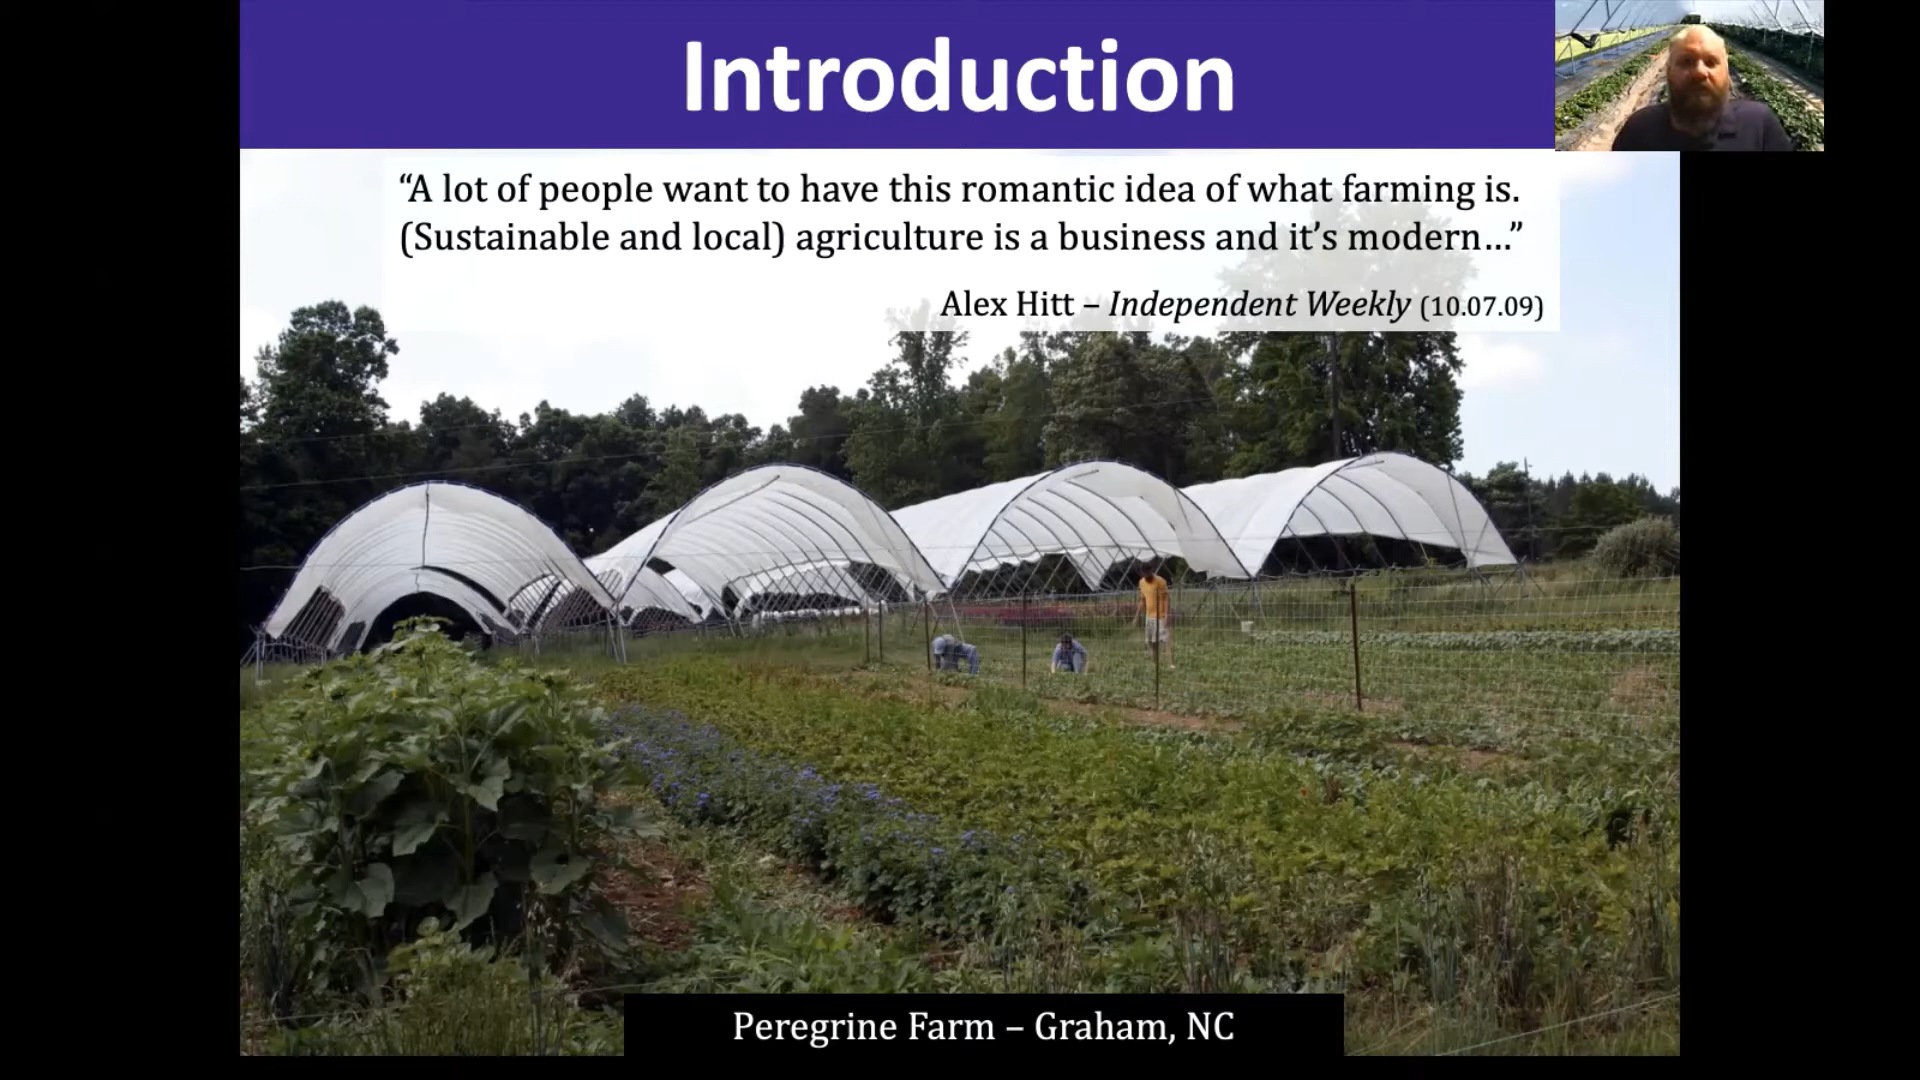 Introduction
“A lot of people want to have this romantic idea of what farming is.
(Sustainable and local) agriculture is a business and it’s modern…”
Alex Hitt – Independent Weekly (10.07.09)
Peregrine Farm – Graham, NC